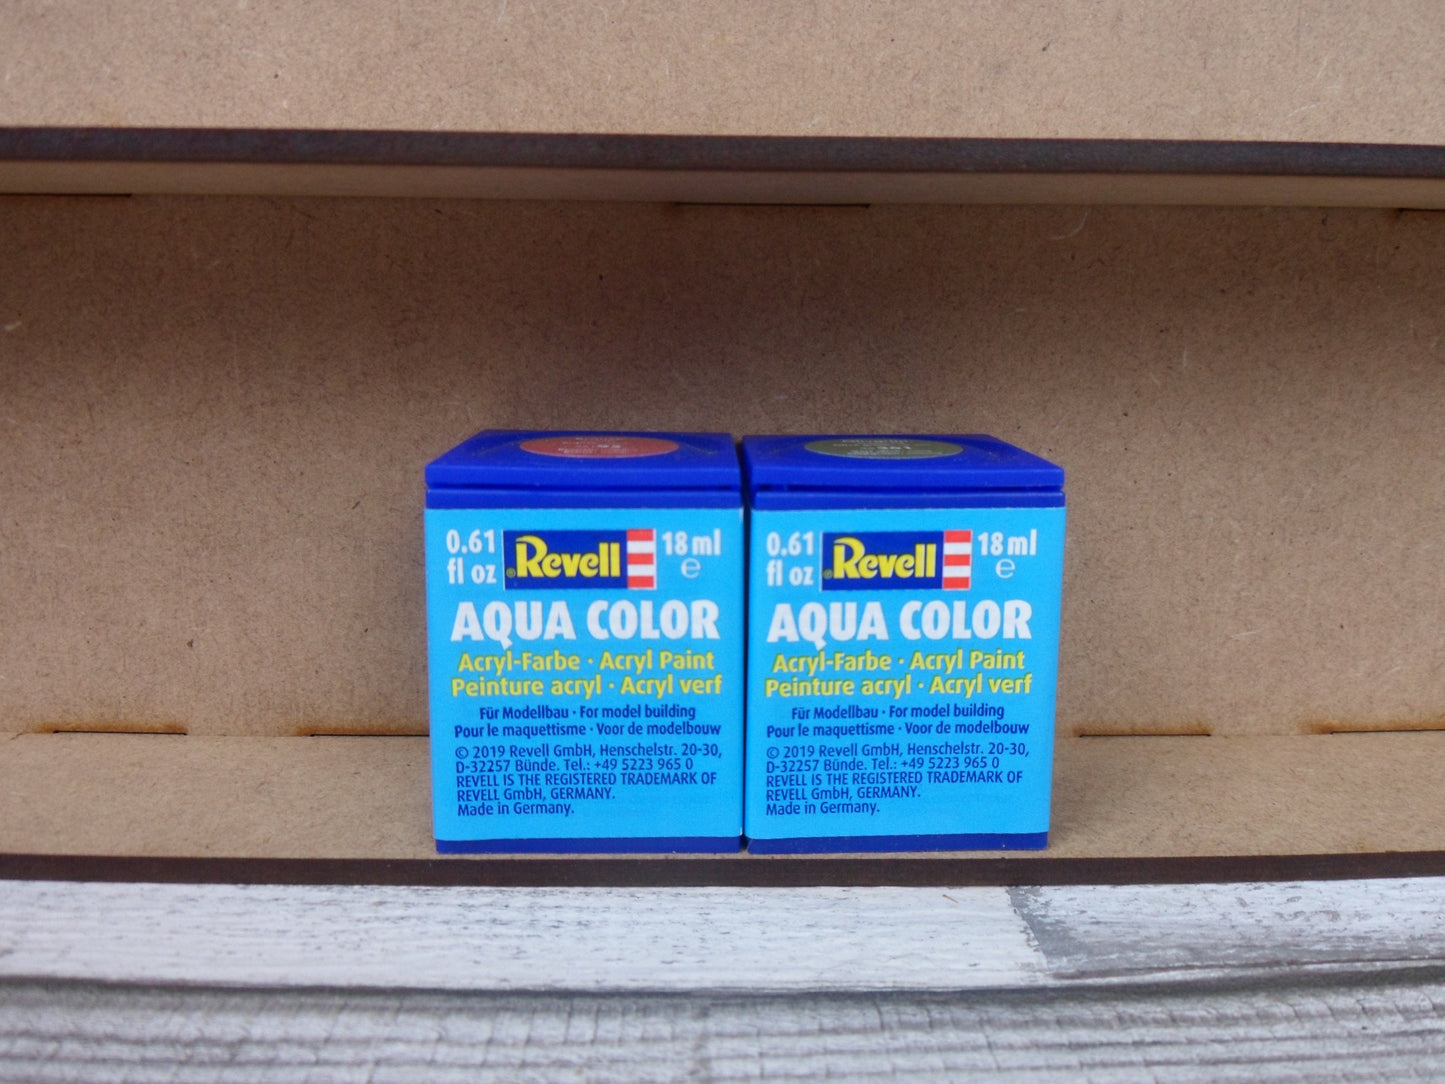 0.61
fl oz
Revell
18 ml
℮
AQUA COLOR
Acryl-Farbe · Acryl Paint
Peinture acryl · Acryl verf
Für Modellbau · For model building
Pour le maquettisme · Voor de modelbouw
© 2019 Revell GmbH, Henschelstr. 20-30,
D-32257 Bünde. Tel.: +49 5223 965 0
REVELL IS THE REGISTERED TRADEMARK OF
REVELL GmbH, GERMANY.
Made in Germany.
0.61
fl oz
® Revell
18 ml
℮
AQUA COLOR
Acryl-Farbe · Acryl Paint
Peinture acryl · Acryl verf
Für Modellbau · For model building
Pour le maquettisme · Voor de modelbouw
© 2019 Revell GmbH, Henschelstr. 20-30,
D-32257 Bünde. Tel.: +49 5223 965 0
REVELL IS THE REGISTERED TRADEMARK OF
REVELL GmbH, GERMANY.
Made in Germany.